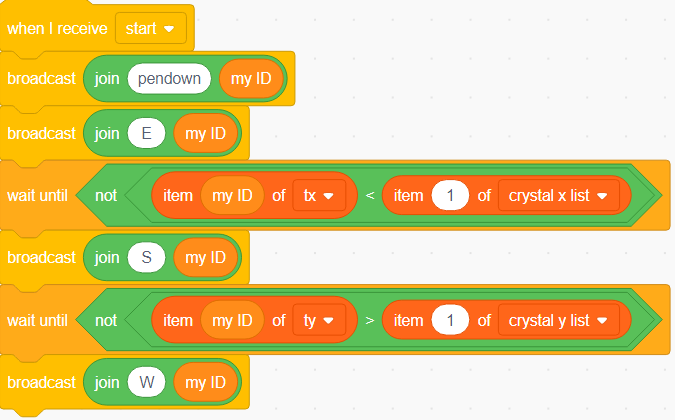 when I receive start
broadcast join pendown my ID
broadcast join E my ID
wait until not item my ID of tx < item 1 of crystal x list
broadcast join S my ID
wait until not item my ID of ty > item 1 of crystal y list
broadcast join W my ID